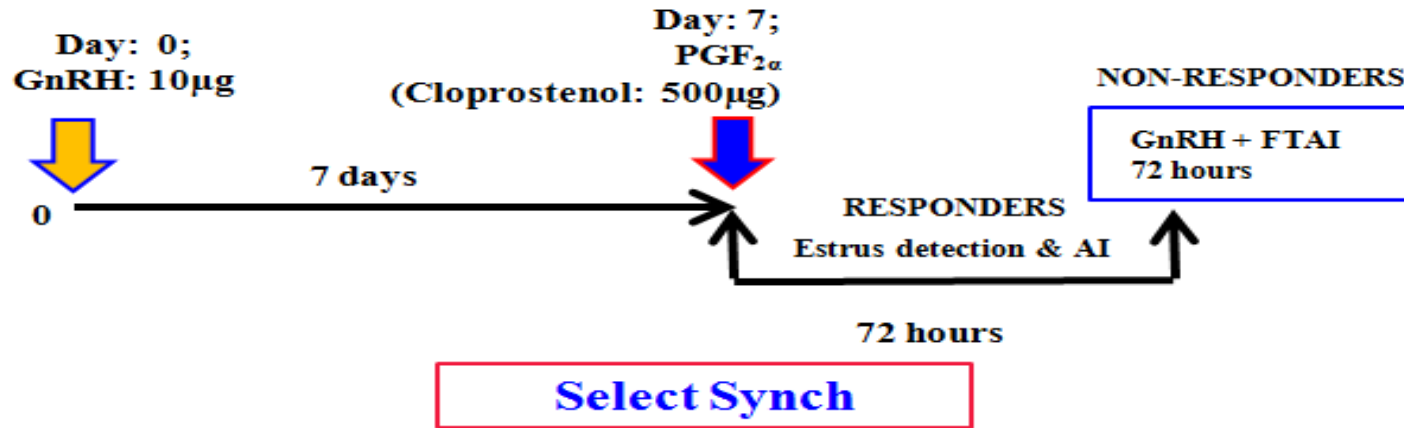 Day: 0;
GnRH: 10μg
Day: 7;
PGF₂α
(Cloprostenol: 500μg)
NON-RESPONDERS
GnRH + FTAI
72 hours
7 days
0
RESPONDERS
Estrus detection & AI
72 hours
Select Synch